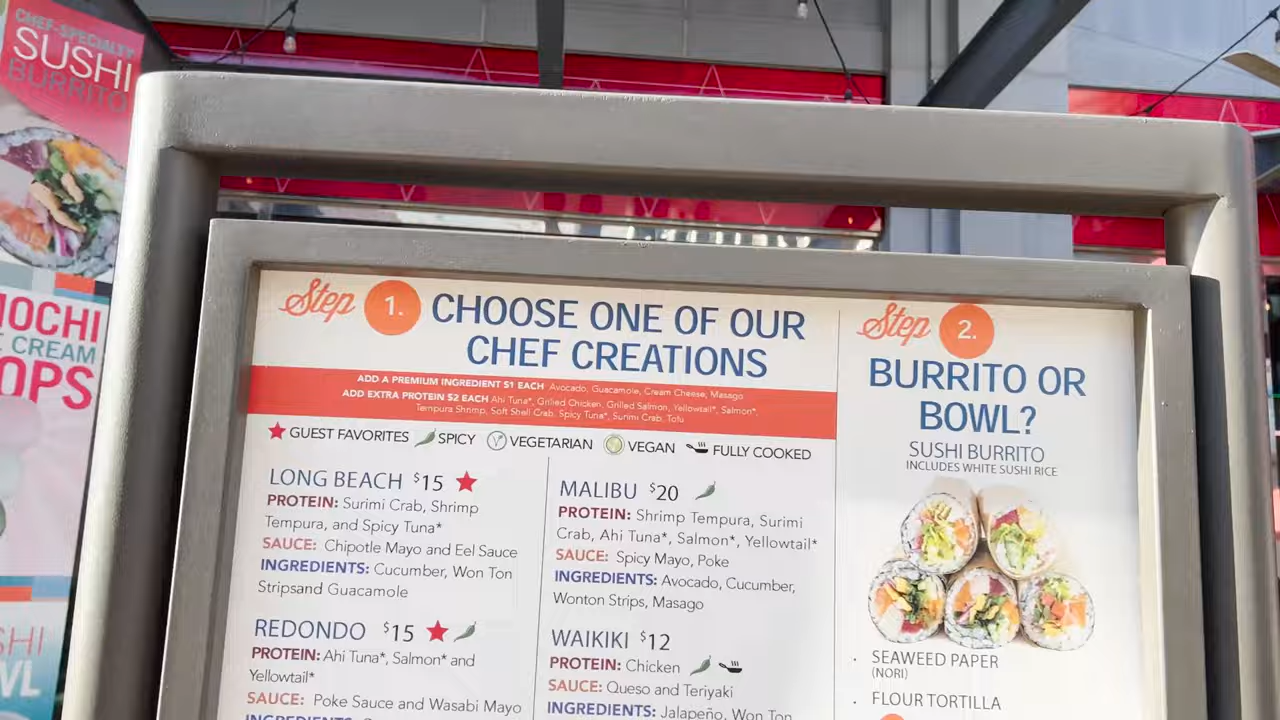 CHEF-SPECIALTY
SUSHI
BURRITO
MOCHI
CREAM
OPS
SHI
WL
Step 1. CHOOSE ONE OF OUR
CHEF CREATIONS
ADD A PREMIUM INGREDIENT $1 EACH Avocado, Guacamole, Cream Cheese, Masago
ADD EXTRA PROTEIN $2 EACH Ahi Tuna*, Grilled Chicken, Grilled Salmon, Yellowtail*, Salmon*,
Tempura Shrimp, Soft Shell Crab, Spicy Tuna*, Surimi Crab, Tofu
GUEST FAVORITES SPICY VEGETARIAN VEGAN FULLY COOKED
LONG BEACH $15
PROTEIN: Surimi Crab, Shrimp
Tempura, and Spicy Tuna*
SAUCE: Chipotle Mayo and Eel Sauce
INGREDIENTS: Cucumber, Won Ton
Stripsand Guacamole
REDONDO $15
PROTEIN: Ahi Tuna*, Salmon* and
Yellowtail*
SAUCE: Poke Sauce and Wasabi Mayo
INGREDIENTS:
MALIBU $20
PROTEIN: Shrimp Tempura, Surimi
Crab, Ahi Tuna*, Salmon*, Yellowtail*
SAUCE: Spicy Mayo, Poke
INGREDIENTS: Avocado, Cucumber,
Wonton Strips, Masago
WAIKIKI $12
PROTEIN: Chicken
SAUCE: Queso and Teriyaki
INGREDIENTS: Jalapeño, Won Ton
Step 2.
BURRITO OR
BOWL?
SUSHI BURRITO
INCLUDES WHITE SUSHI RICE
. SEAWEED PAPER
(NORI)
. FLOUR TORTILLA